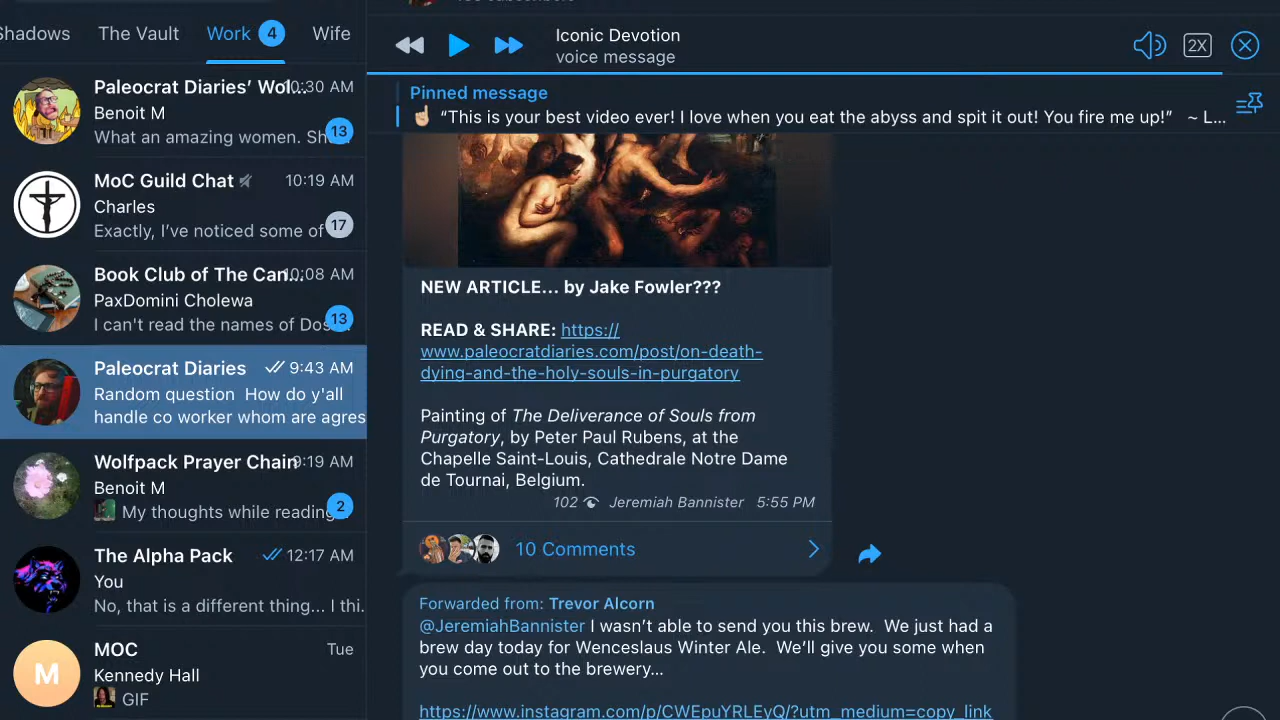 Shadows
The Vault
Work 4
Wife
Paleocrat Diaries’ Wol... 0:30 AM
Benoit M
What an amazing women. Sh 13
MoC Guild Chat 10:19 AM
Charles
Exactly, I’ve noticed some of 17
Book Club of The Can... 10:08 AM
PaxDomini Cholewa
I can't read the names of Dos 13
Paleocrat Diaries 9:43 AM
Random question How do y'all
handle co worker whom are agres
Wolfpack Prayer Chain 9:19 AM
Benoit M
My thoughts while reading 2
The Alpha Pack 12:17 AM
You
No, that is a different thing... I thi.
M
MOC Tue
Kennedy Hall
GIF
Iconic Devotion
voice message
2X
Pinned message
☝🏼 “This is your best video ever! I love when you eat the abyss and spit it out! You fire me up!” ~ L...
NEW ARTICLE... by Jake Fowler???
READ & SHARE: https://
www.paleocratdiaries.com/post/on-death-
dying-and-the-holy-souls-in-purgatory
Painting of The Deliverance of Souls from
Purgatory, by Peter Paul Rubens, at the
Chapelle Saint-Louis, Cathedrale Notre Dame
de Tournai, Belgium.
102 Jeremiah Bannister 5:55 PM
10 Comments
Forwarded from: Trevor Alcorn
@JeremiahBannister I wasn’t able to send you this brew. We just had a
brew day today for Wenceslaus Winter Ale. We’ll give you some when
you come out to the brewery...
https://www.instagram.com/p/CWEpuYRLEyQ/?utm_medium=copy_link